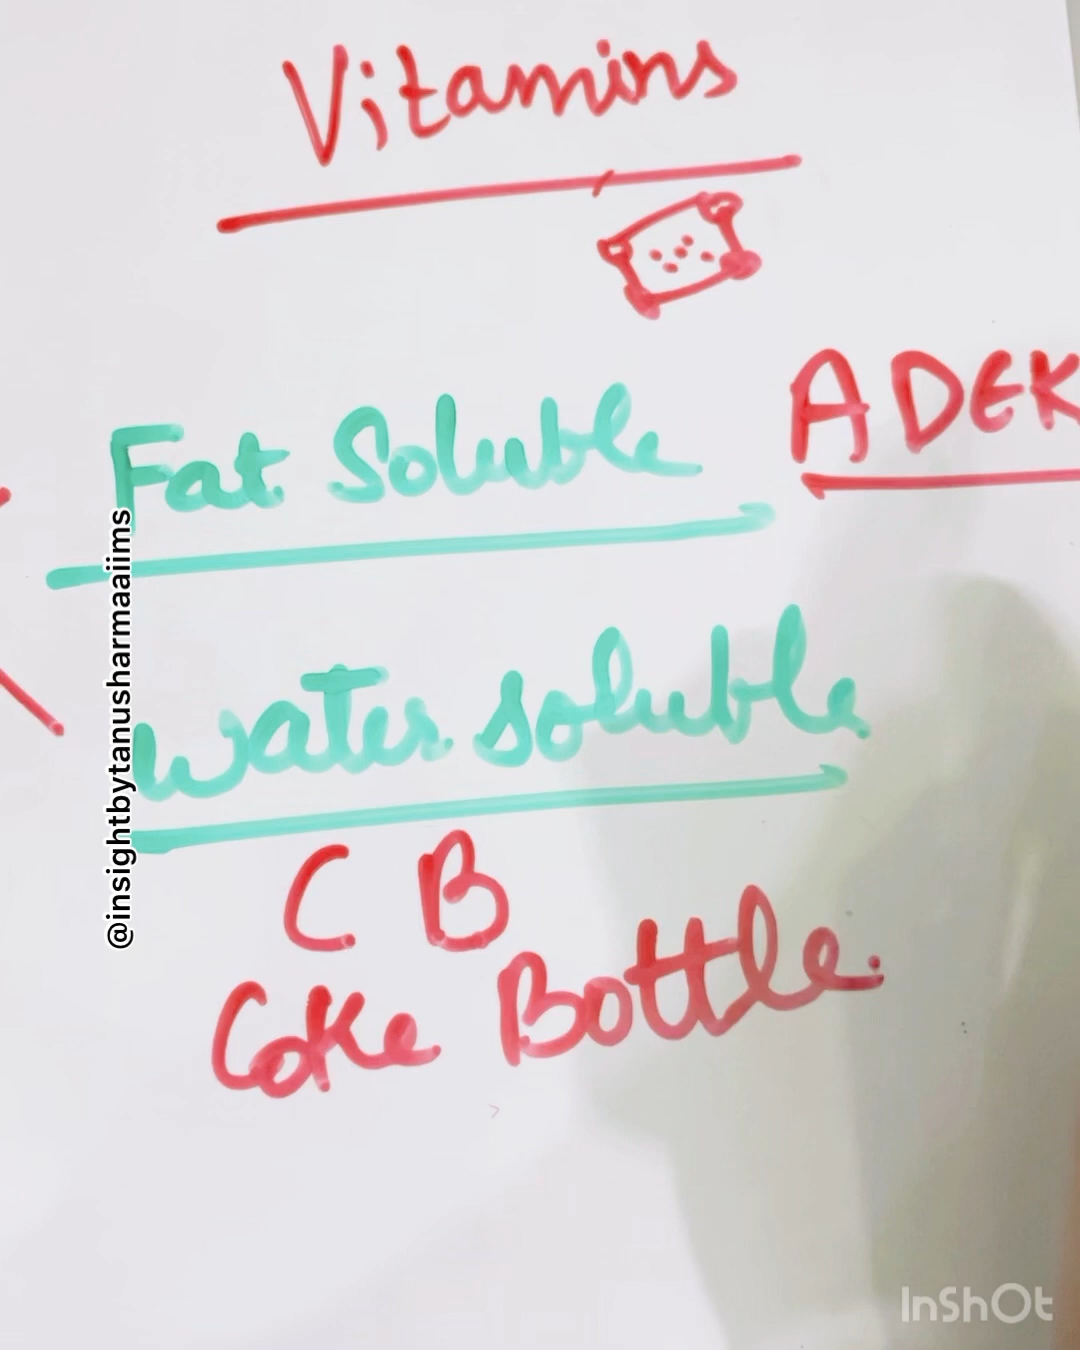 Vitamins
ADEK
Fat Soluble
Water soluble
C B
Coke Bottle.
@insightbytanusharmaaiims
InShOt